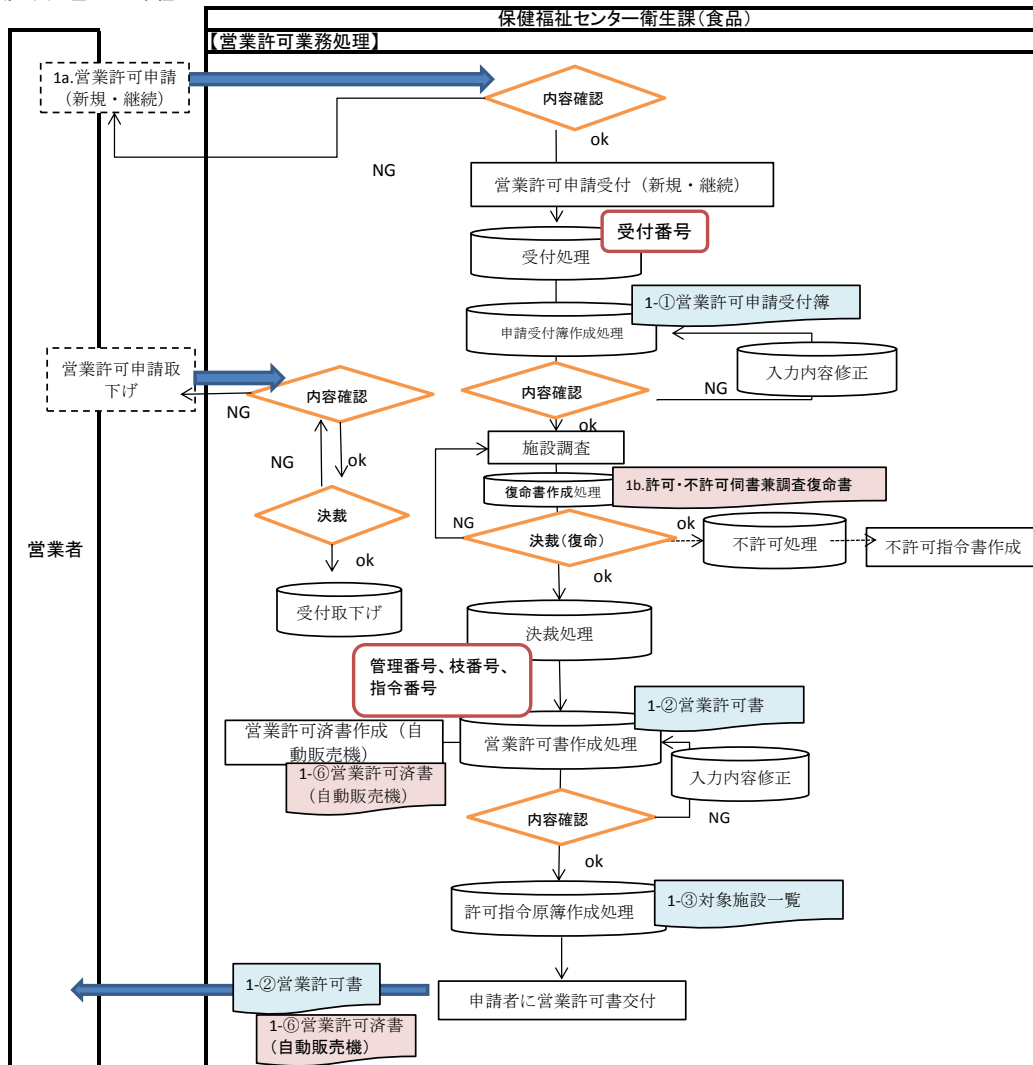 保健福祉センター衛生課(食品)
【営業許可業務処理】
1a.営業許可申請
(新規・継続)
内容確認
ok
NG
営業許可申請受付(新規・継続)
受付番号
受付処理
1-①営業許可申請受付簿
申請受付簿作成処理
営業許可申請取
下げ
入力内容修正
内容確認
NG
内容確認
NG
ok
NG
ok
施設調査
復命書作成処理
1b.許可・不許可伺書兼調査復命書
決裁
NG
決裁(復命)
ok
不許可処理
不許可指令書作成
営業者
ok
ok
受付取下げ
決裁処理
管理番号、枝番号、
指令番号
1-②営業許可書
営業許可済書作成(自
動販売機)
営業許可書作成処理
1-⑥営業許可済書
(自動販売機)
入力内容修正
内容確認
NG
ok
1-③対象施設一覧
許可指令原簿作成処理
1-②営業許可書
申請者に営業許可書交付
1-⑥営業許可済書
(自動販売機)